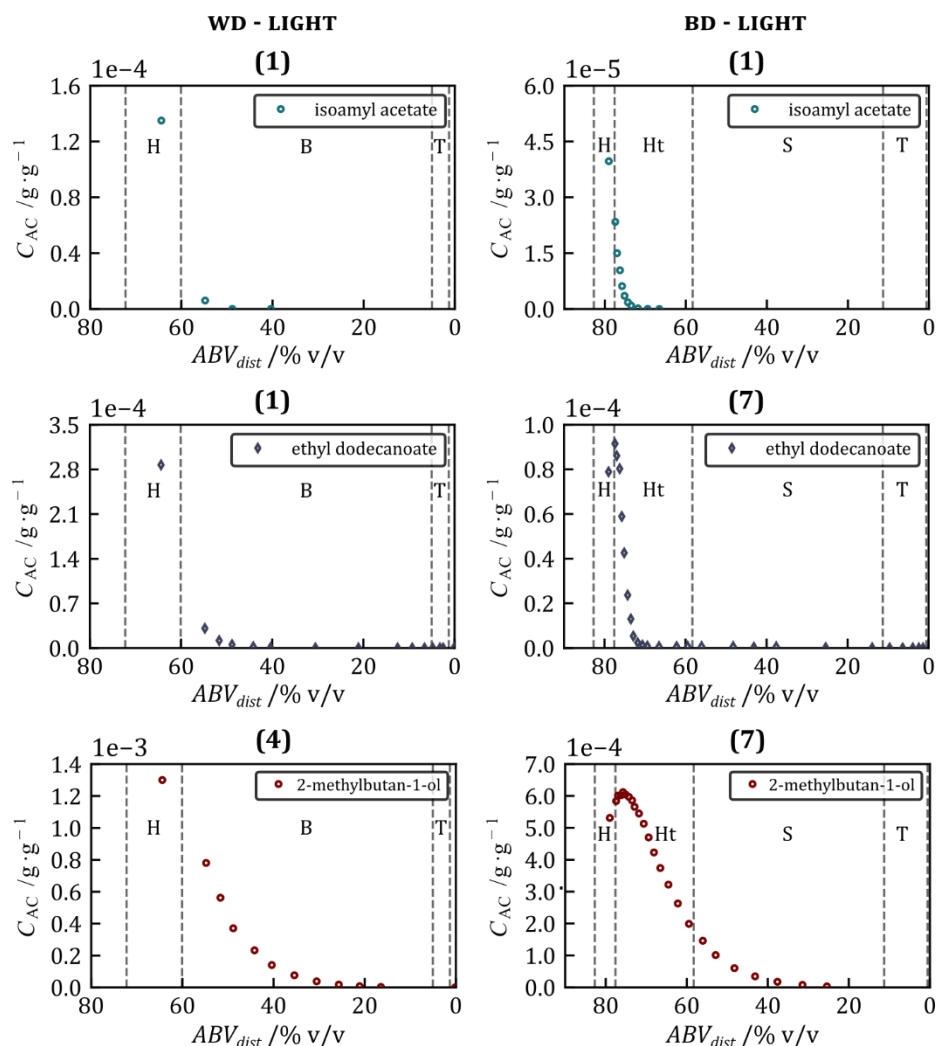 WD - LIGHT
BD - LIGHT
(1)
1e−4
C_AC /g·g⁻¹
1.6
1.2
0.8
0.4
0.0
isoamyl acetate
H B T
80 60 40 20 0
ABV_dist /% v/v
(1)
1e−5
C_AC /g·g⁻¹
6.0
4.5
3.0
1.5
0.0
isoamyl acetate
H Ht S T
80 60 40 20 0
ABV_dist /% v/v
(1)
1e−4
C_AC /g·g⁻¹
3.5
2.8
2.1
1.4
0.7
0.0
ethyl dodecanoate
H B T
80 60 40 20 0
ABV_dist /% v/v
(7)
1e−4
C_AC /g·g⁻¹
1.0
0.8
0.6
0.4
0.2
0.0
ethyl dodecanoate
H Ht S T
80 60 40 20 0
ABV_dist /% v/v
(4)
1e−3
C_AC /g·g⁻¹
1.4
1.2
1.0
0.8
0.6
0.4
0.2
0.0
2-methylbutan-1-ol
H B T
80 60 40 20 0
ABV_dist /% v/v
(7)
1e−4
C_AC /g·g⁻¹
7.0
6.0
5.0
4.0
3.0
2.0
1.0
0.0
2-methylbutan-1-ol
H Ht S T
80 60 40 20 0
ABV_dist /% v/v